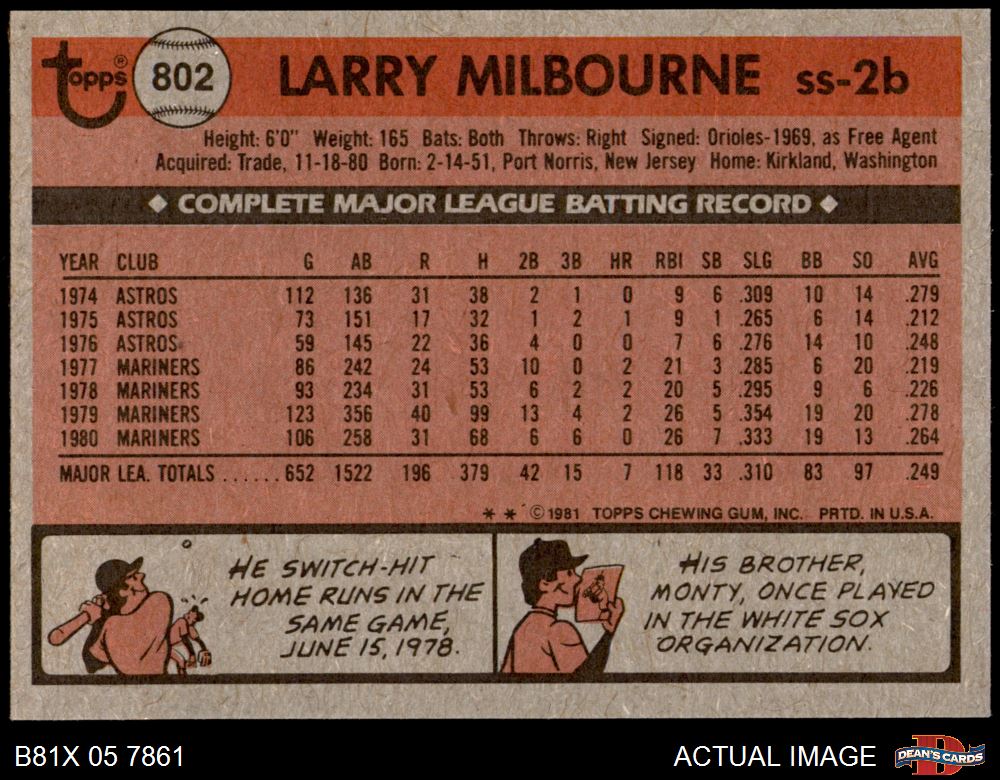 Topps® 802 LARRY MILBOURNE ss-2b
Height: 6'0" Weight: 165 Bats: Both Throws: Right Signed: Orioles-1969, as Free Agent
Acquired: Trade, 11-18-80 Born: 2-14-51, Port Norris, New Jersey Home: Kirkland, Washington
◆ COMPLETE MAJOR LEAGUE BATTING RECORD ◆
YEAR CLUB G AB R H 2B 3B HR RBI SB SLG BB SO AVG
1974 ASTROS 112 136 31 38 2 1 0 9 6 .309 10 14 .279
1975 ASTROS 73 151 17 32 1 2 1 9 1 .265 6 14 .212
1976 ASTROS 59 145 22 36 4 0 0 7 6 .276 14 10 .248
1977 MARINERS 86 242 24 53 10 0 2 21 3 .285 6 20 .219
1978 MARINERS 93 234 31 53 6 2 2 20 5 .295 9 6 .226
1979 MARINERS 123 356 40 99 13 4 2 26 5 .354 19 20 .278
1980 MARINERS 106 258 31 68 6 6 0 26 7 .333 19 13 .264
MAJOR LEA. TOTALS ...... 652 1522 196 379 42 15 7 118 33 .310 83 97 .249
* * ©1981 TOPPS CHEWING GUM, INC. PRTD. IN U.S.A.
HE SWITCH-HIT
HOME RUNS IN THE
SAME GAME,
JUNE 15, 1978.
HIS BROTHER,
MONTY, ONCE PLAYED
IN THE WHITE SOX
ORGANIZATION.
B81X 05 7861 ACTUAL IMAGE D DEAN'S CARDS